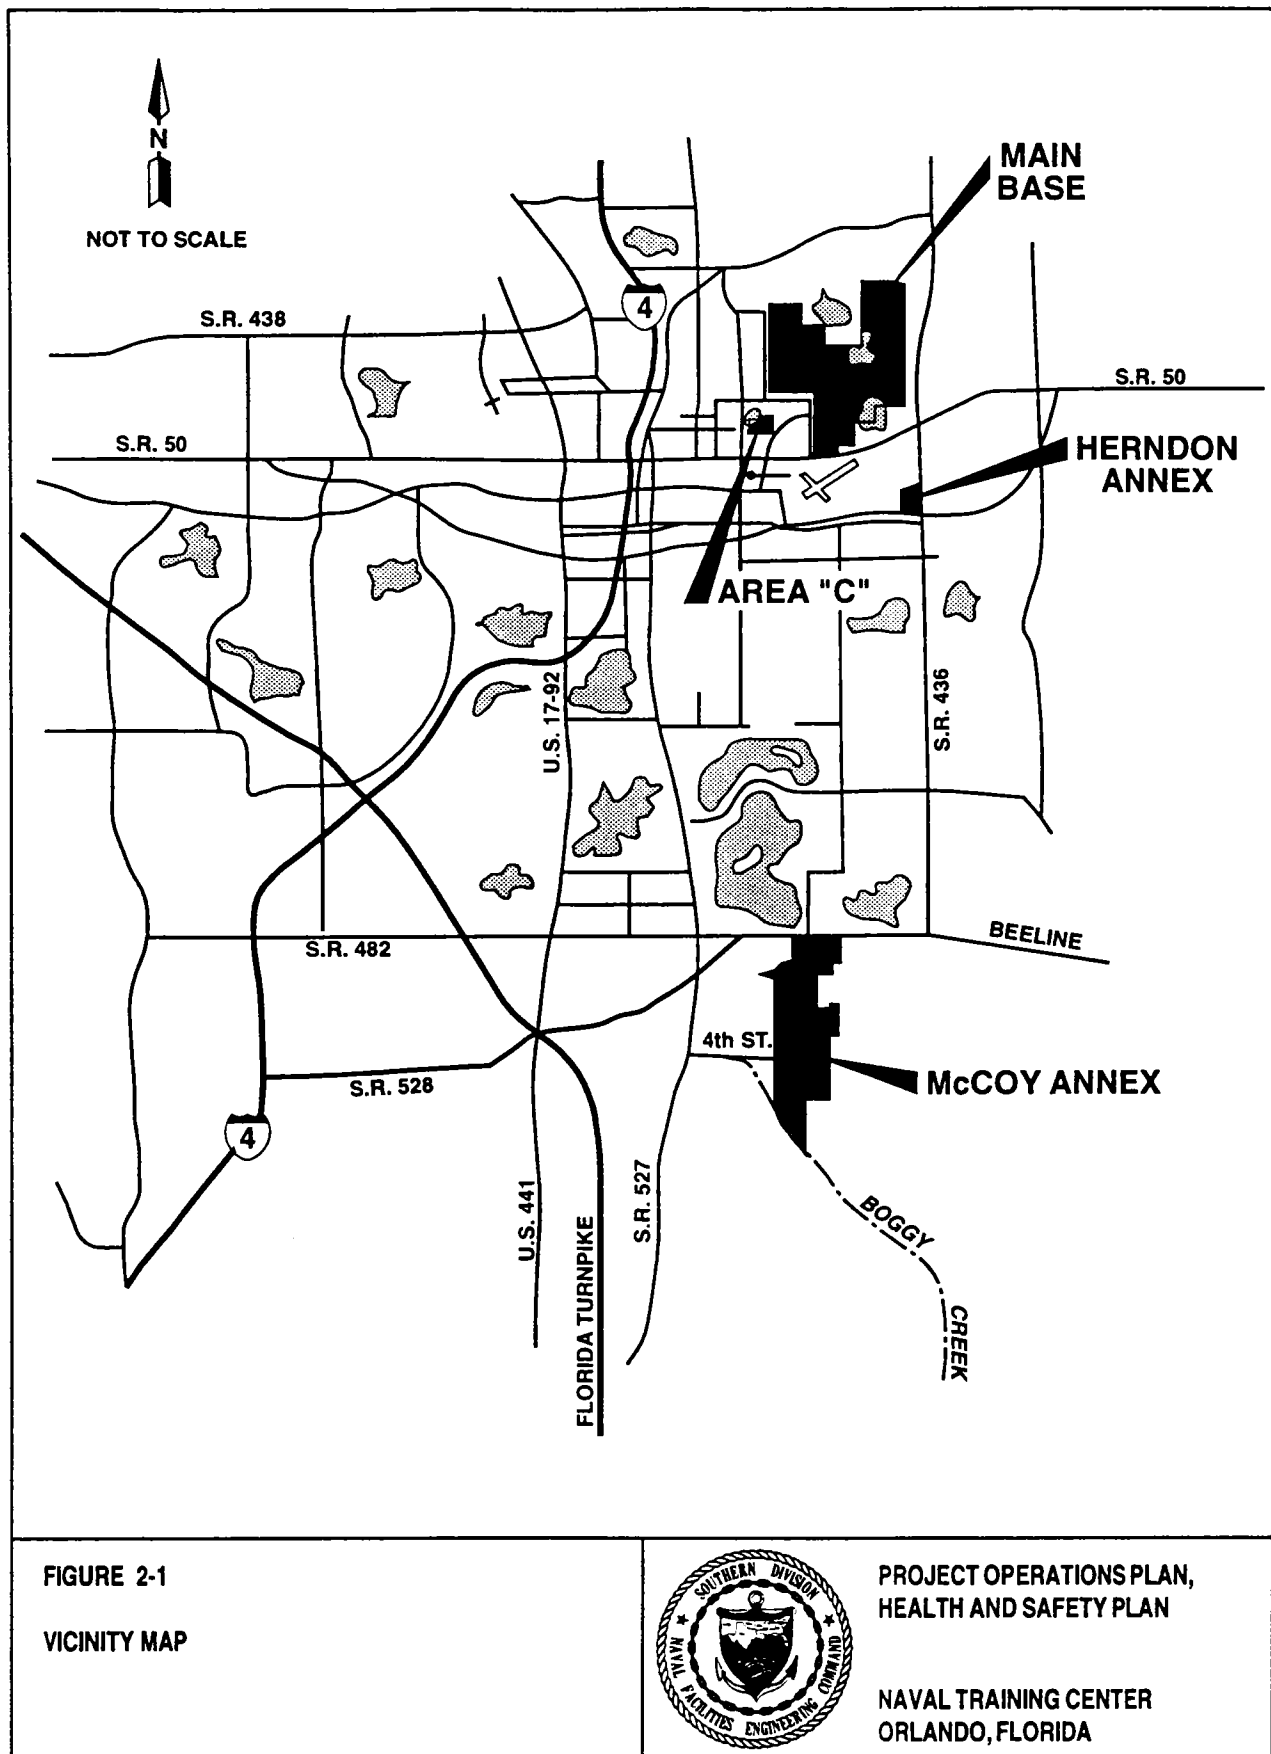 N
NOT TO SCALE
MAIN
BASE
4
S.R. 438
S.R. 50
S.R. 50
HERNDON
ANNEX
AREA "C"
U.S. 17-92
S.R. 436
BEELINE
S.R. 482
4th ST.
S.R. 528
McCOY ANNEX
4
U.S. 441
S.R. 527
FLORIDA TURNPIKE
BOGGY
CREEK
FIGURE 2-1
VICINITY MAP
SOUTHERN DIVISION
NAVAL FACILITIES ENGINEERING COMMAND
PROJECT OPERATIONS PLAN,
HEALTH AND SAFETY PLAN
NAVAL TRAINING CENTER
ORLANDO, FLORIDA